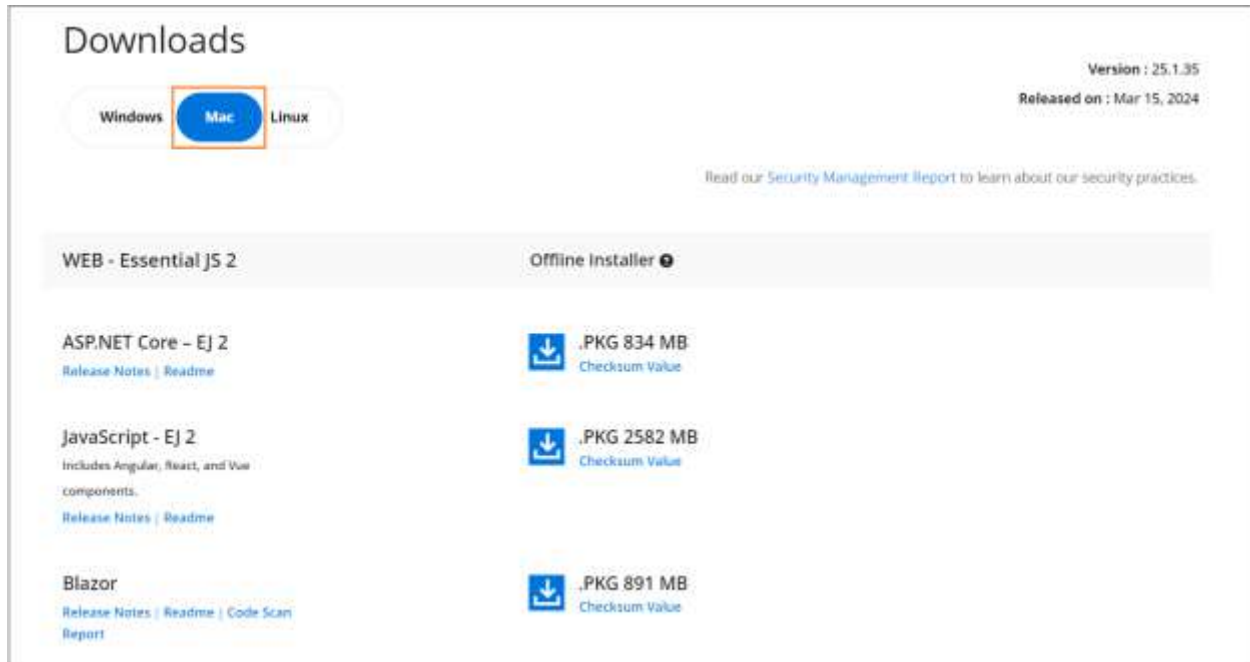 Downloads
Version : 25.1.35
Released on : Mar 15, 2024
Windows Mac Linux
Read our Security Management Report to learn about our security practices.
WEB - Essential JS 2 Offline Installer ?
ASP.NET Core – EJ 2 .PKG 834 MB
Release Notes | Readme Checksum Value
JavaScript - EJ 2 .PKG 2582 MB
Includes Angular, React, and Vue Checksum Value
components.
Release Notes | Readme
Blazor .PKG 891 MB
Release Notes | Readme | Code Scan Checksum Value
Report